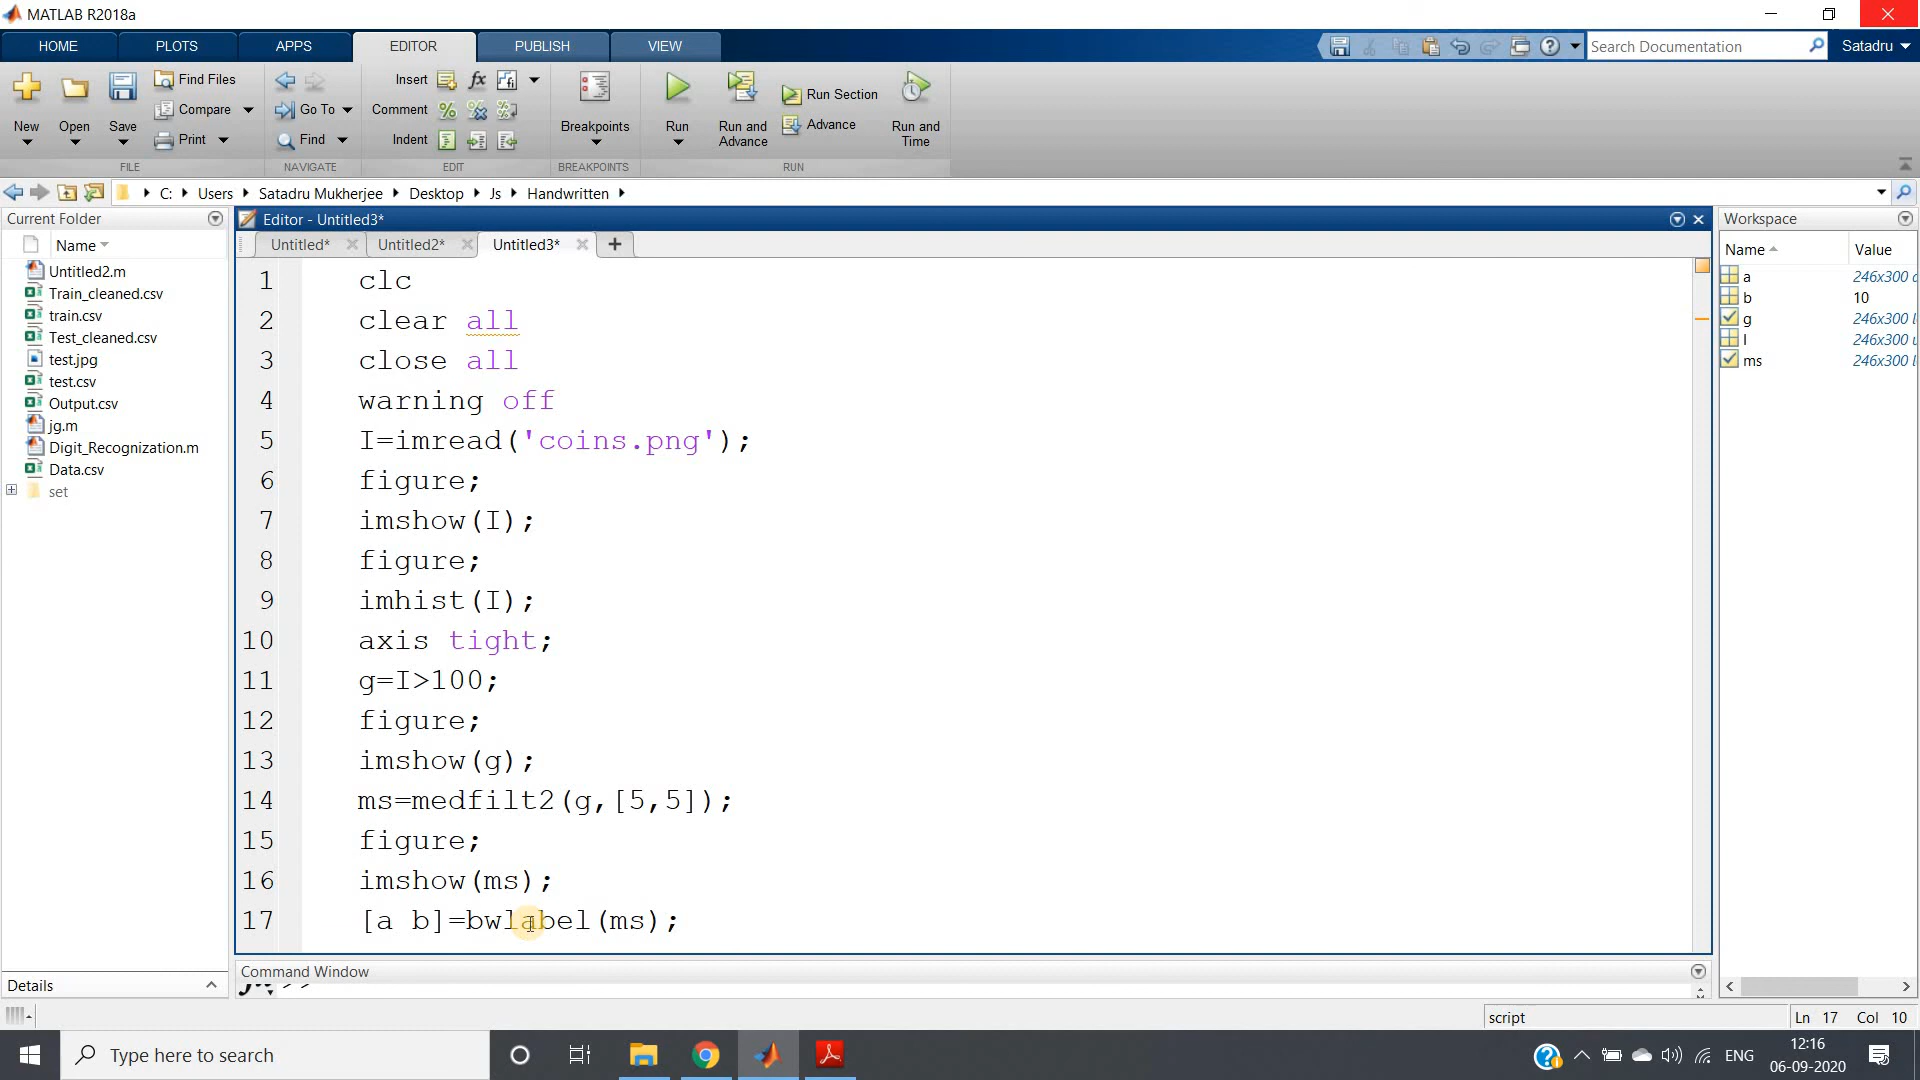 MATLAB R2018a
HOME PLOTS APPS EDITOR PUBLISH VIEW
Search Documentation
Satadru
New
Open
Save
Find Files
Compare
Print
Go To
Find
Insert
Comment
Indent
Breakpoints
Run
Run and Advance
Run Section
Advance
Run and Time
FILE NAVIGATE EDIT BREAKPOINTS RUN
C: Users Satadru Mukherjee Desktop Js Handwritten
Current Folder
Name
Untitled2.m
Train_cleaned.csv
train.csv
Test_cleaned.csv
test.jpg
test.csv
Output.csv
jg.m
Digit_Recognization.m
Data.csv
set
Details
Editor - Untitled3*
Untitled* Untitled2* Untitled3*
1 clc
2 clear all
3 close all
4 warning off
5 I=imread('coins.png');
6 figure;
7 imshow(I);
8 figure;
9 imhist(I);
10 axis tight;
11 g=I>100;
12 figure;
13 imshow(g);
14 ms=medfilt2(g,[5,5]);
15 figure;
16 imshow(ms);
17 [a b]=bwlabel(ms);
Command Window
Workspace
Name Value
a 246x300
b 10
g 246x300
I 246x300
ms 246x300
script
Ln 17 Col 10
Type here to search
ENG
12:16
06-09-2020